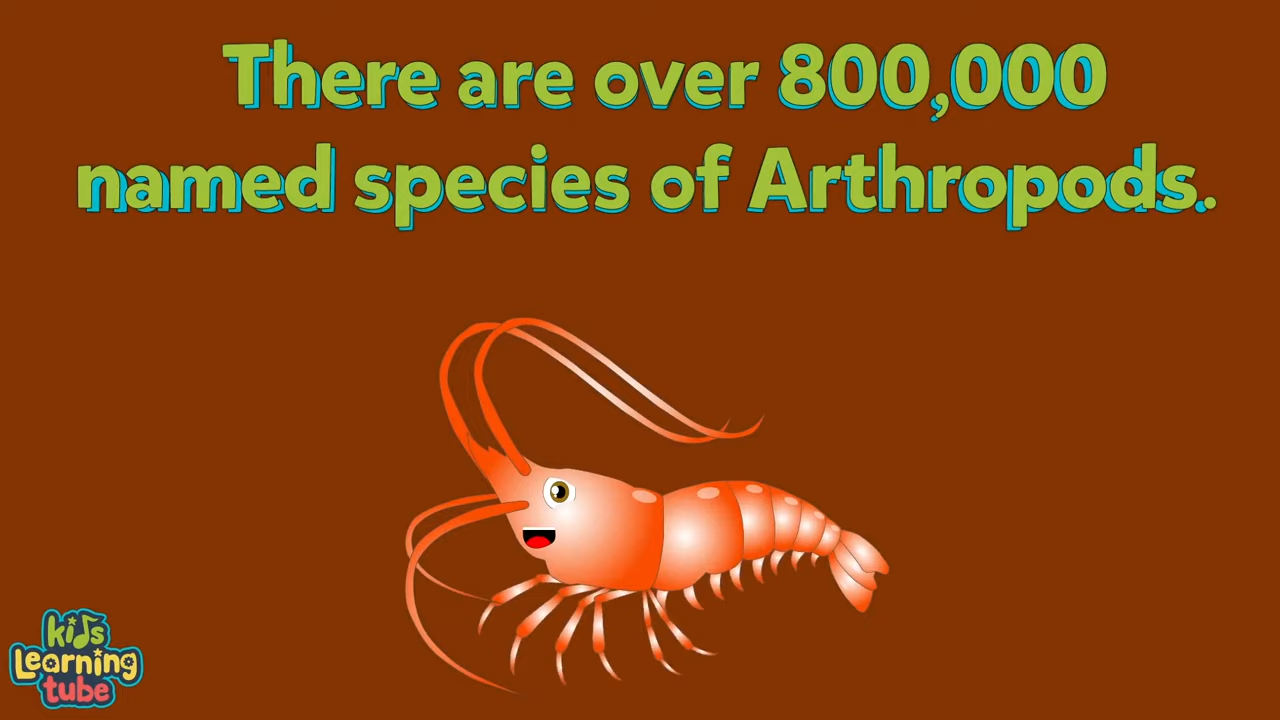 There are over 800,000
named species of Arthropods.
kids
Learning
tube